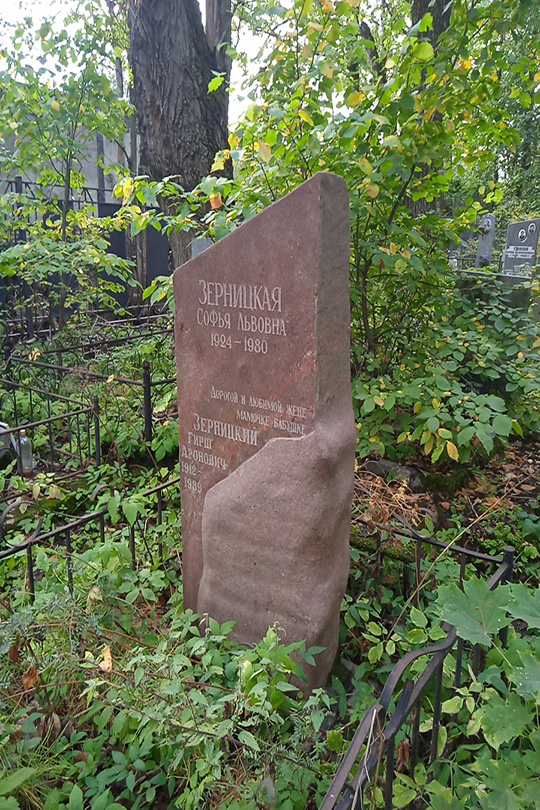 ЗЕРНИЦКАЯ
СОФЬЯ ЛЬВОВНА
1924-1980
ДОРОГОЙ И ЛЮБИМОЙ ЖЕНЕ
МАМОЧКЕ БАБУШКЕ
ЗЕРНИЦКИЙ
ГИРШ
АРОНОВИЧ
1912-
1989